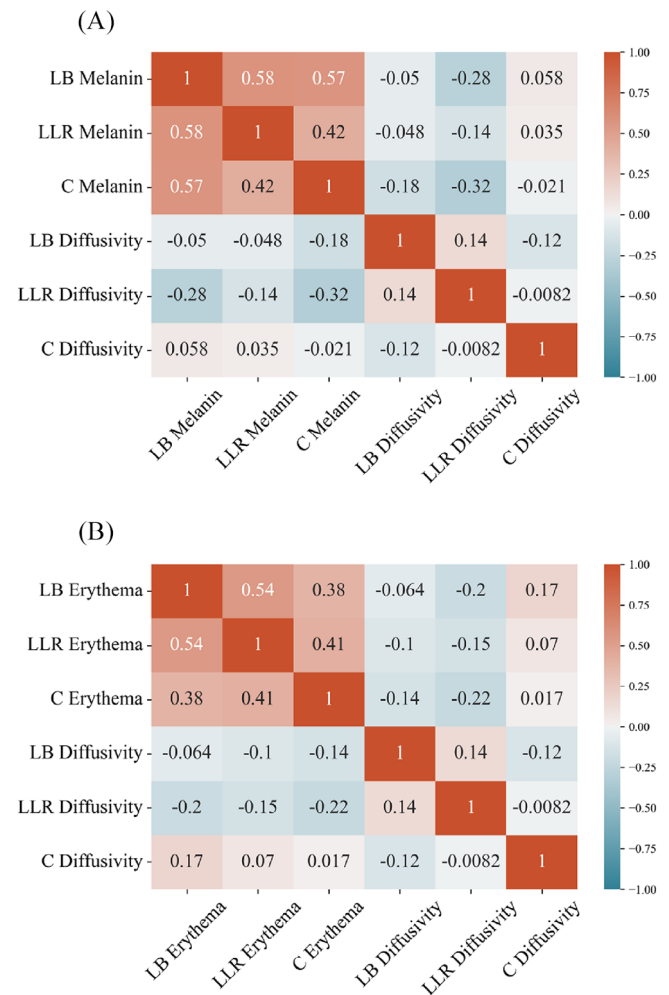 (A)
LB Melanin 1 0.58 0.57 -0.05 -0.28 0.058
LLR Melanin 0.58 1 0.42 -0.048 -0.14 0.035
C Melanin 0.57 0.42 1 -0.18 -0.32 -0.021
LB Diffusivity -0.05 -0.048 -0.18 1 0.14 -0.12
LLR Diffusivity -0.28 -0.14 -0.32 0.14 1 -0.0082
C Diffusivity 0.058 0.035 -0.021 -0.12 -0.0082 1
LB Melanin LLR Melanin C Melanin LB Diffusivity LLR Diffusivity C Diffusivity
1.00
0.75
0.50
0.25
0.00
−0.25
−0.50
−0.75
−1.00
(B)
LB Erythema 1 0.54 0.38 -0.064 -0.2 0.17
LLR Erythema 0.54 1 0.41 -0.1 -0.15 0.07
C Erythema 0.38 0.41 1 -0.14 -0.22 0.017
LB Diffusivity -0.064 -0.1 -0.14 1 0.14 -0.12
LLR Diffusivity -0.2 -0.15 -0.22 0.14 1 -0.0082
C Diffusivity 0.17 0.07 0.017 -0.12 -0.0082 1
LB Erythema LLR Erythema C Erythema LB Diffusivity LLR Diffusivity C Diffusivity
1.00
0.75
0.50
0.25
0.00
−0.25
−0.50
−0.75
−1.00